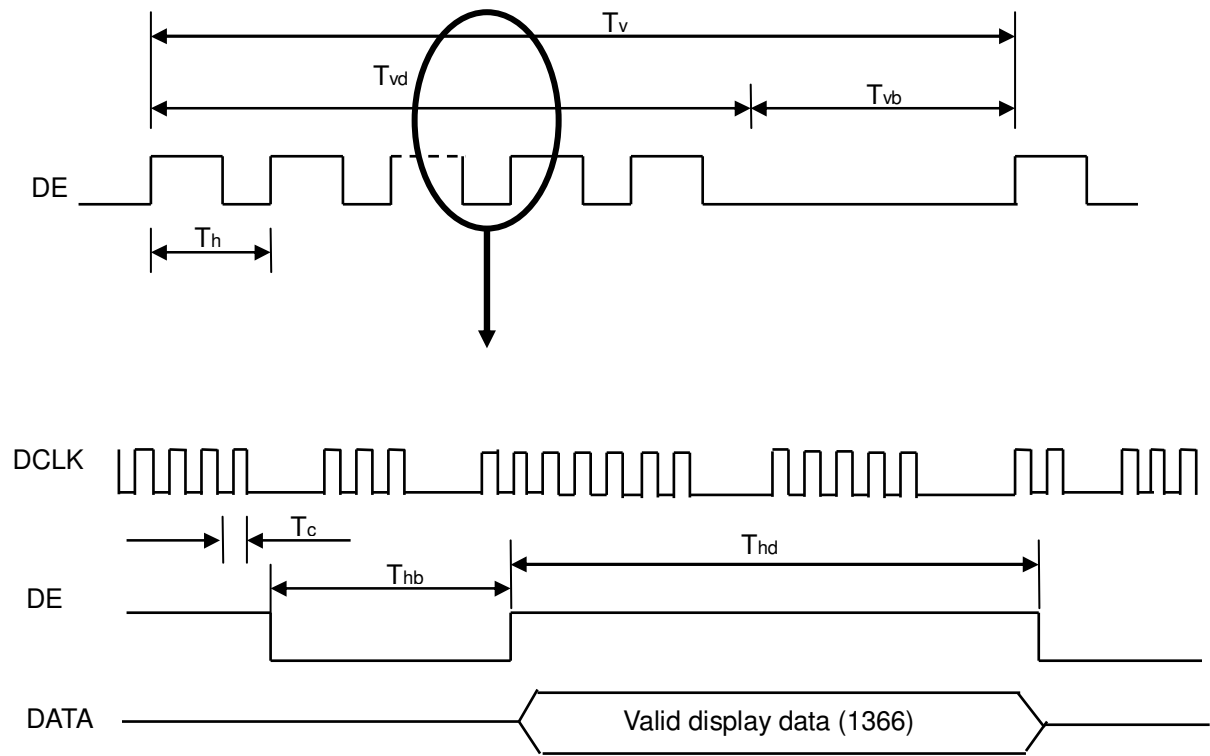 Tv
Tvd
Tvb
DE
Th
DCLK
Tc
Thd
Thb
DE
DATA
Valid display data (1366)